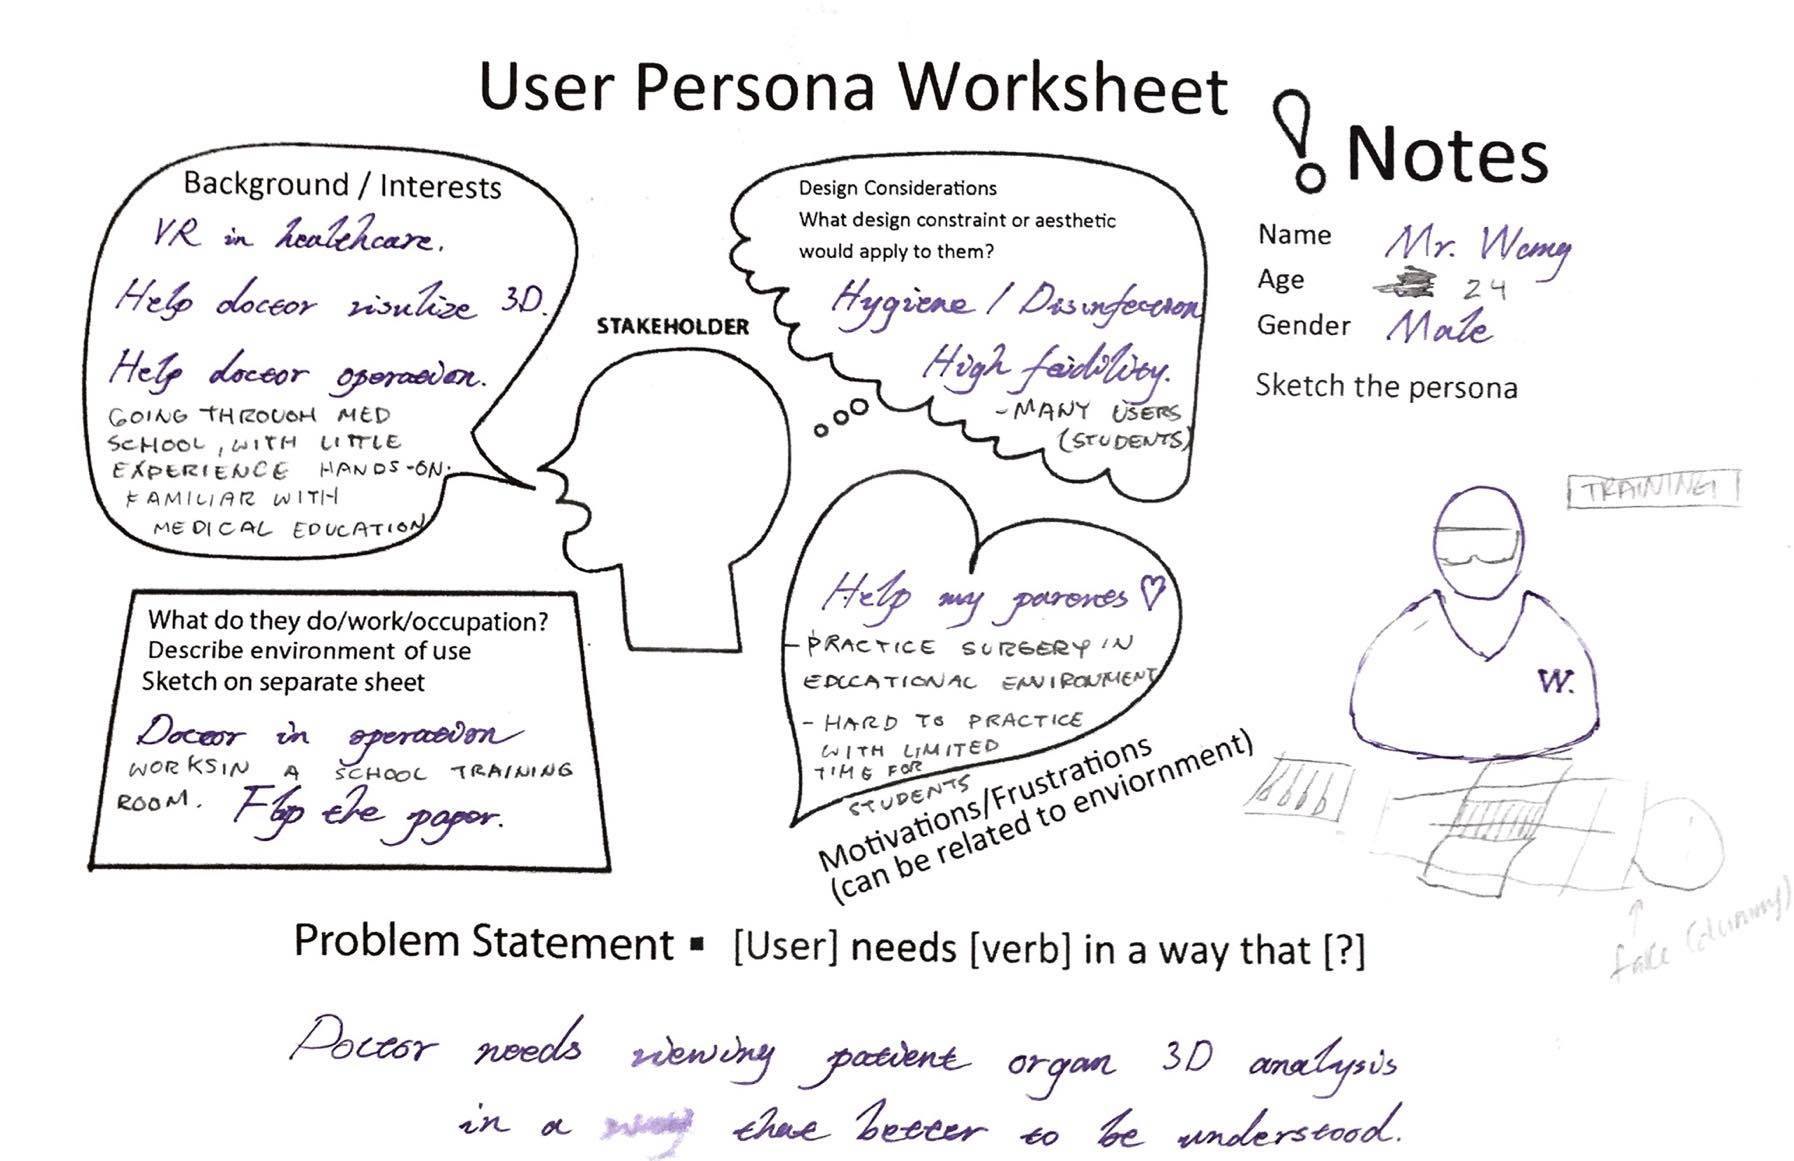 User Persona Worksheet
! Notes
Background / Interests
VR in healthcare.
Help doctor visulize 3D.
Help doctor operation.
GOING THROUGH MED
SCHOOL, WITH LITTLE
EXPERIENCE HANDS-ON.
FAMILIAR WITH
MEDICAL EDUCATION
STAKEHOLDER
Design Considerations
What design constraint or aesthetic
would apply to them?
Hygiene / Disinfection
High
- MANY USERS
(STUDENTS)
Name Mr. Wang
Age 24
Gender Male
Sketch the persona
TRAINING
W.
fake (dummy)
What do they do/work/occupation?
Describe environment of use
Sketch on separate sheet
Doctor in operation
WORKS IN A SCHOOL TRAINING
ROOM. Flip the paper.
Help my parents ♡
- PRACTICE SURGERY IN
EDUCATIONAL ENVIRONMENT
- HARD TO PRACTICE
WITH LIMITED
TIME FOR
STUDENTS
Motivations/Frustrations
(can be related to enviornment)
Problem Statement ▪ [User] needs [verb] in a way that [?]
Doctor needs viewing patient organ 3D analysis
in a way that better to be understood.